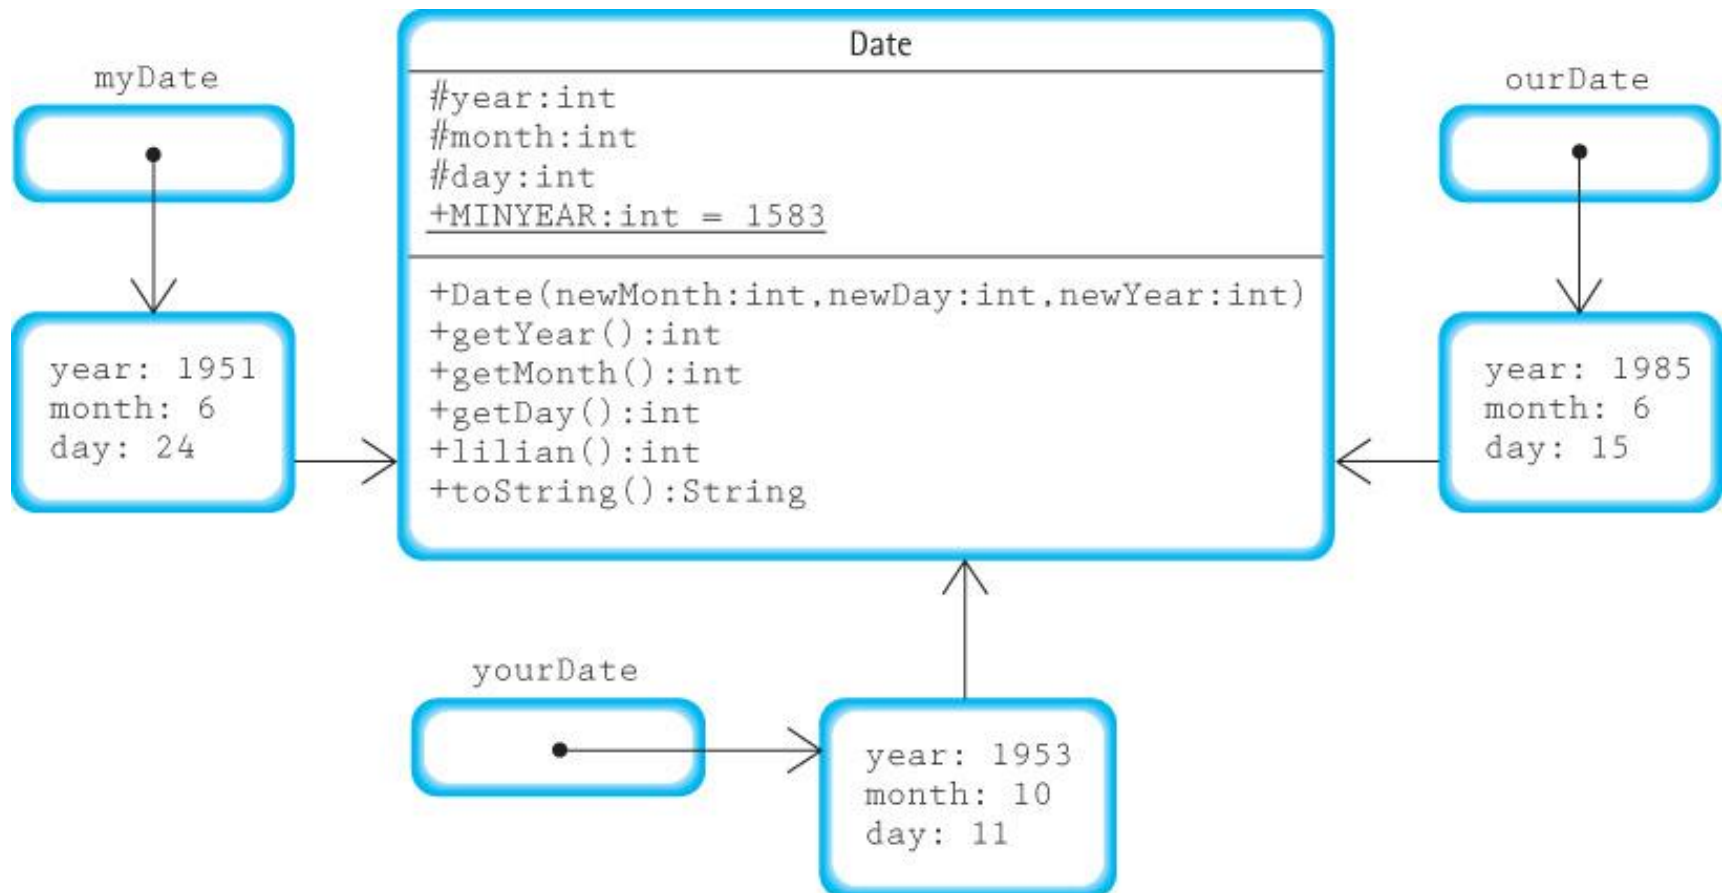 Date
#year:int
#month:int
#day:int
+MINYEAR:int = 1583
+Date(newMonth:int,newDay:int,newYear:int)
+getYear():int
+getMonth():int
+getDay():int
+lilian():int
+toString():String
myDate
year: 1951
month: 6
day: 24
ourDate
year: 1985
month: 6
day: 15
yourDate
year: 1953
month: 10
day: 11